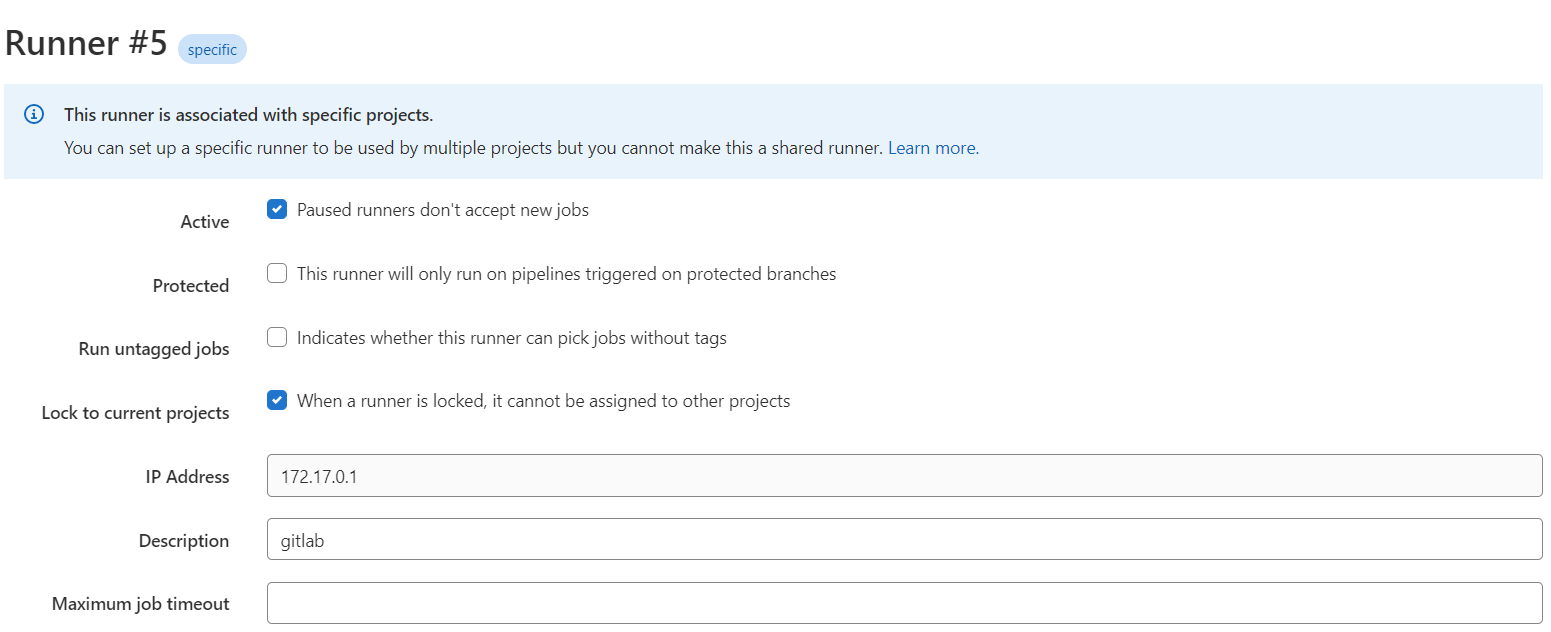 Runner #5 specific
This runner is associated with specific projects.
You can set up a specific runner to be used by multiple projects but you cannot make this a shared runner. Learn more.
Active Paused runners don't accept new jobs
Protected This runner will only run on pipelines triggered on protected branches
Run untagged jobs Indicates whether this runner can pick jobs without tags
Lock to current projects When a runner is locked, it cannot be assigned to other projects
IP Address 172.17.0.1
Description gitlab
Maximum job timeout